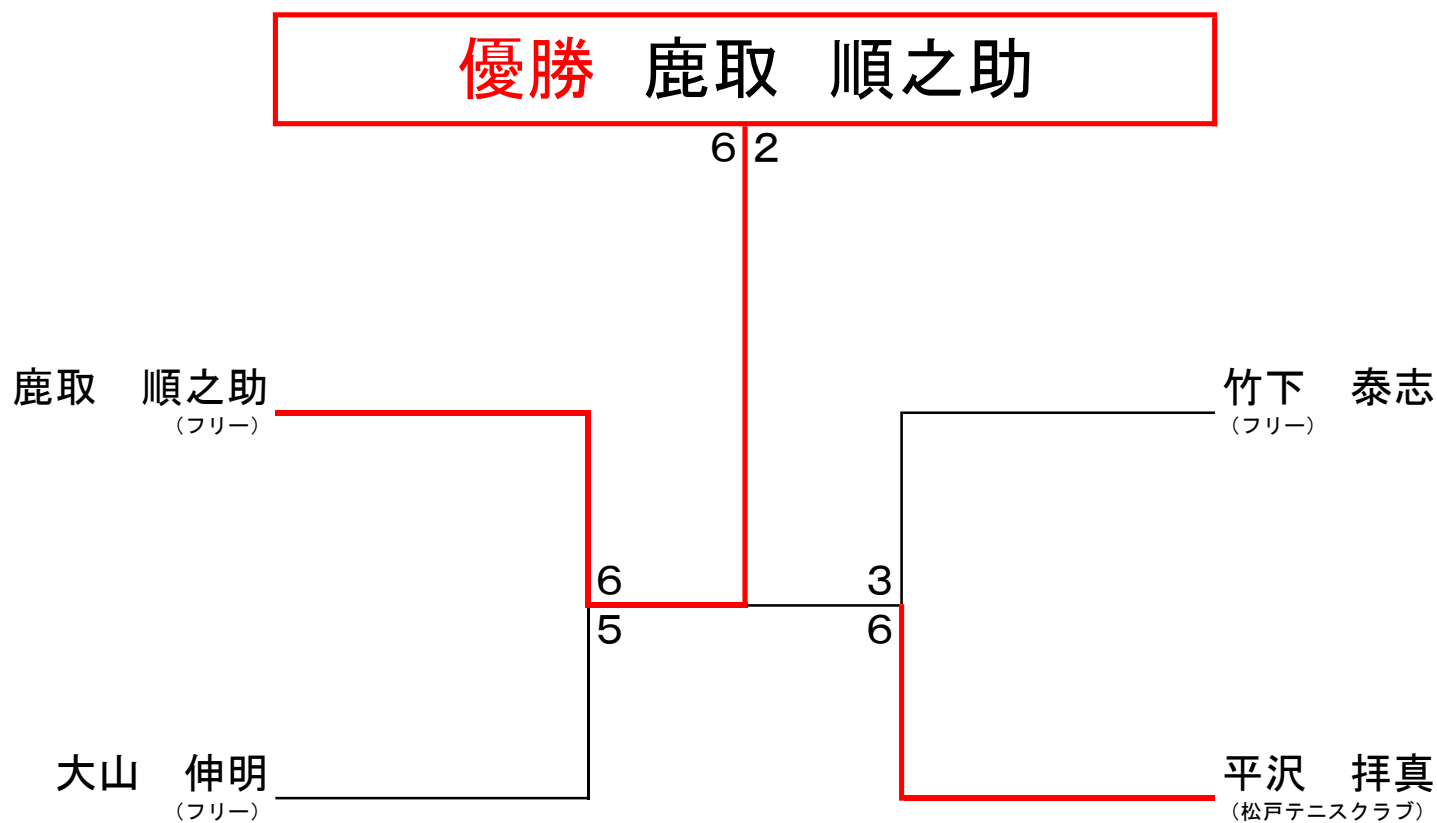 優勝　鹿取　順之助
6 2
鹿取　順之助
（フリー）
竹下　泰志
（フリー）
6
5
3
6
大山　伸明
（フリー）
平沢　拝真
（松戸テニスクラブ）